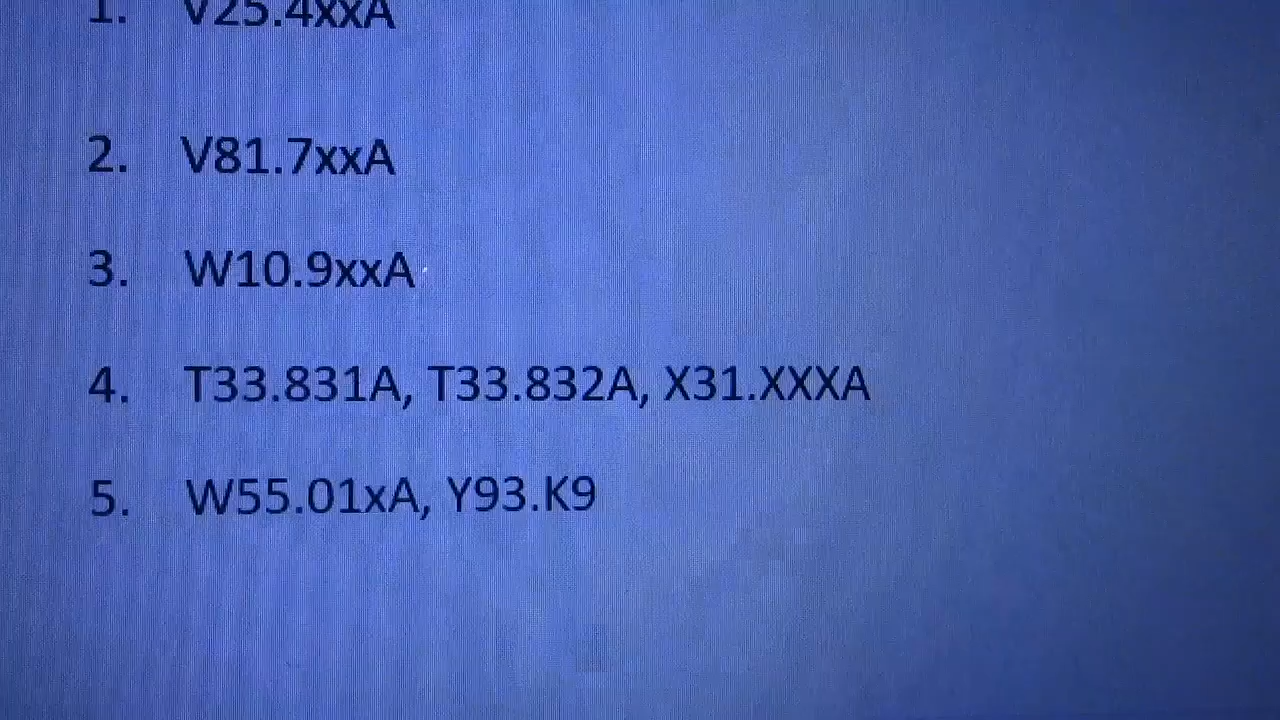 1. V25.4xxA
2. V81.7xxA
3. W10.9xxA
4. T33.831A, T33.832A, X31.XXXA
5. W55.01xA, Y93.K9